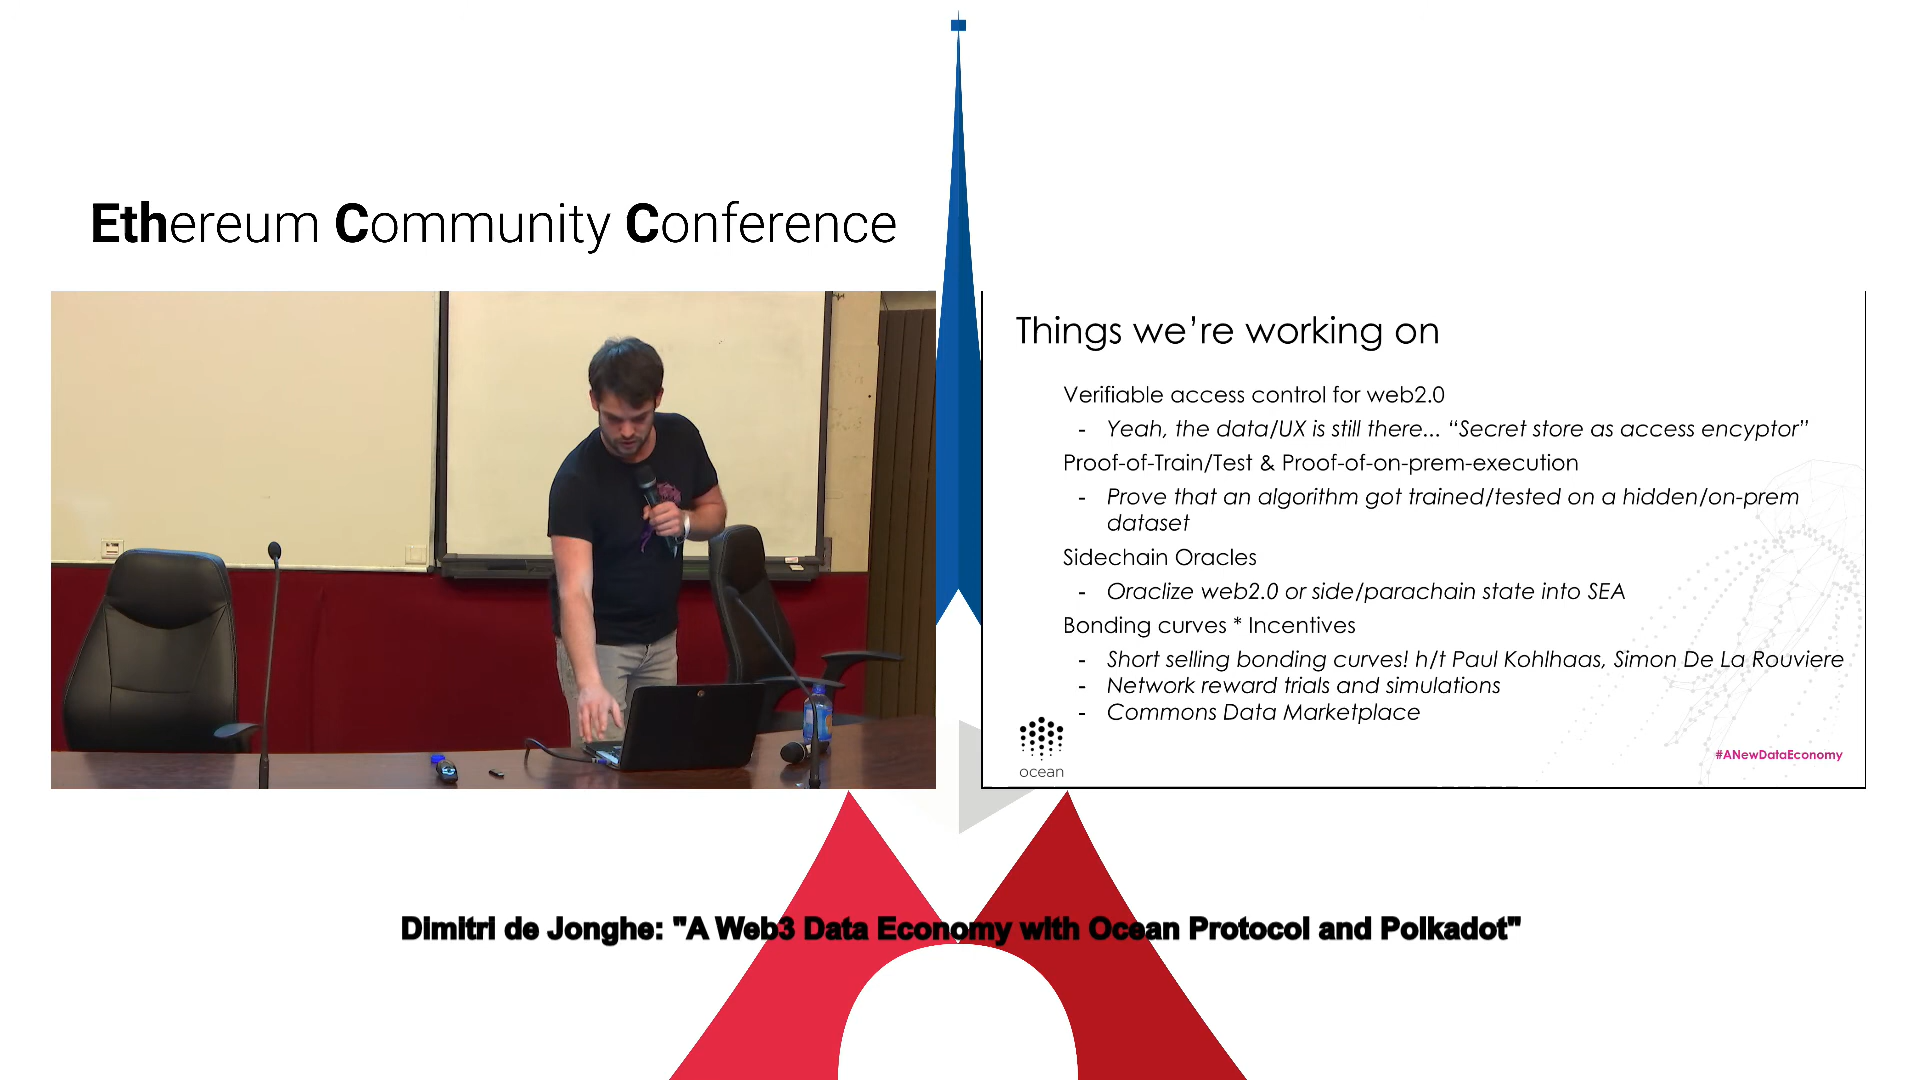 Ethereum Community Conference
Things we're working on
Verifiable access control for web2.0
- Yeah, the data/UX is still there... “Secret store as access encyptor”
Proof-of-Train/Test & Proof-of-on-prem-execution
- Prove that an algorithm got trained/tested on a hidden/on-prem
dataset
Sidechain Oracles
- Oraclize web2.0 or side/parachain state into SEA
Bonding curves * Incentives
- Short selling bonding curves! h/t Paul Kohlhaas, Simon De La Rouviere
- Network reward trials and simulations
- Commons Data Marketplace
ocean
#ANewDataEconomy
Dimitri de Jonghe: "A Web3 Data Economy with Ocean Protocol and Polkadot"